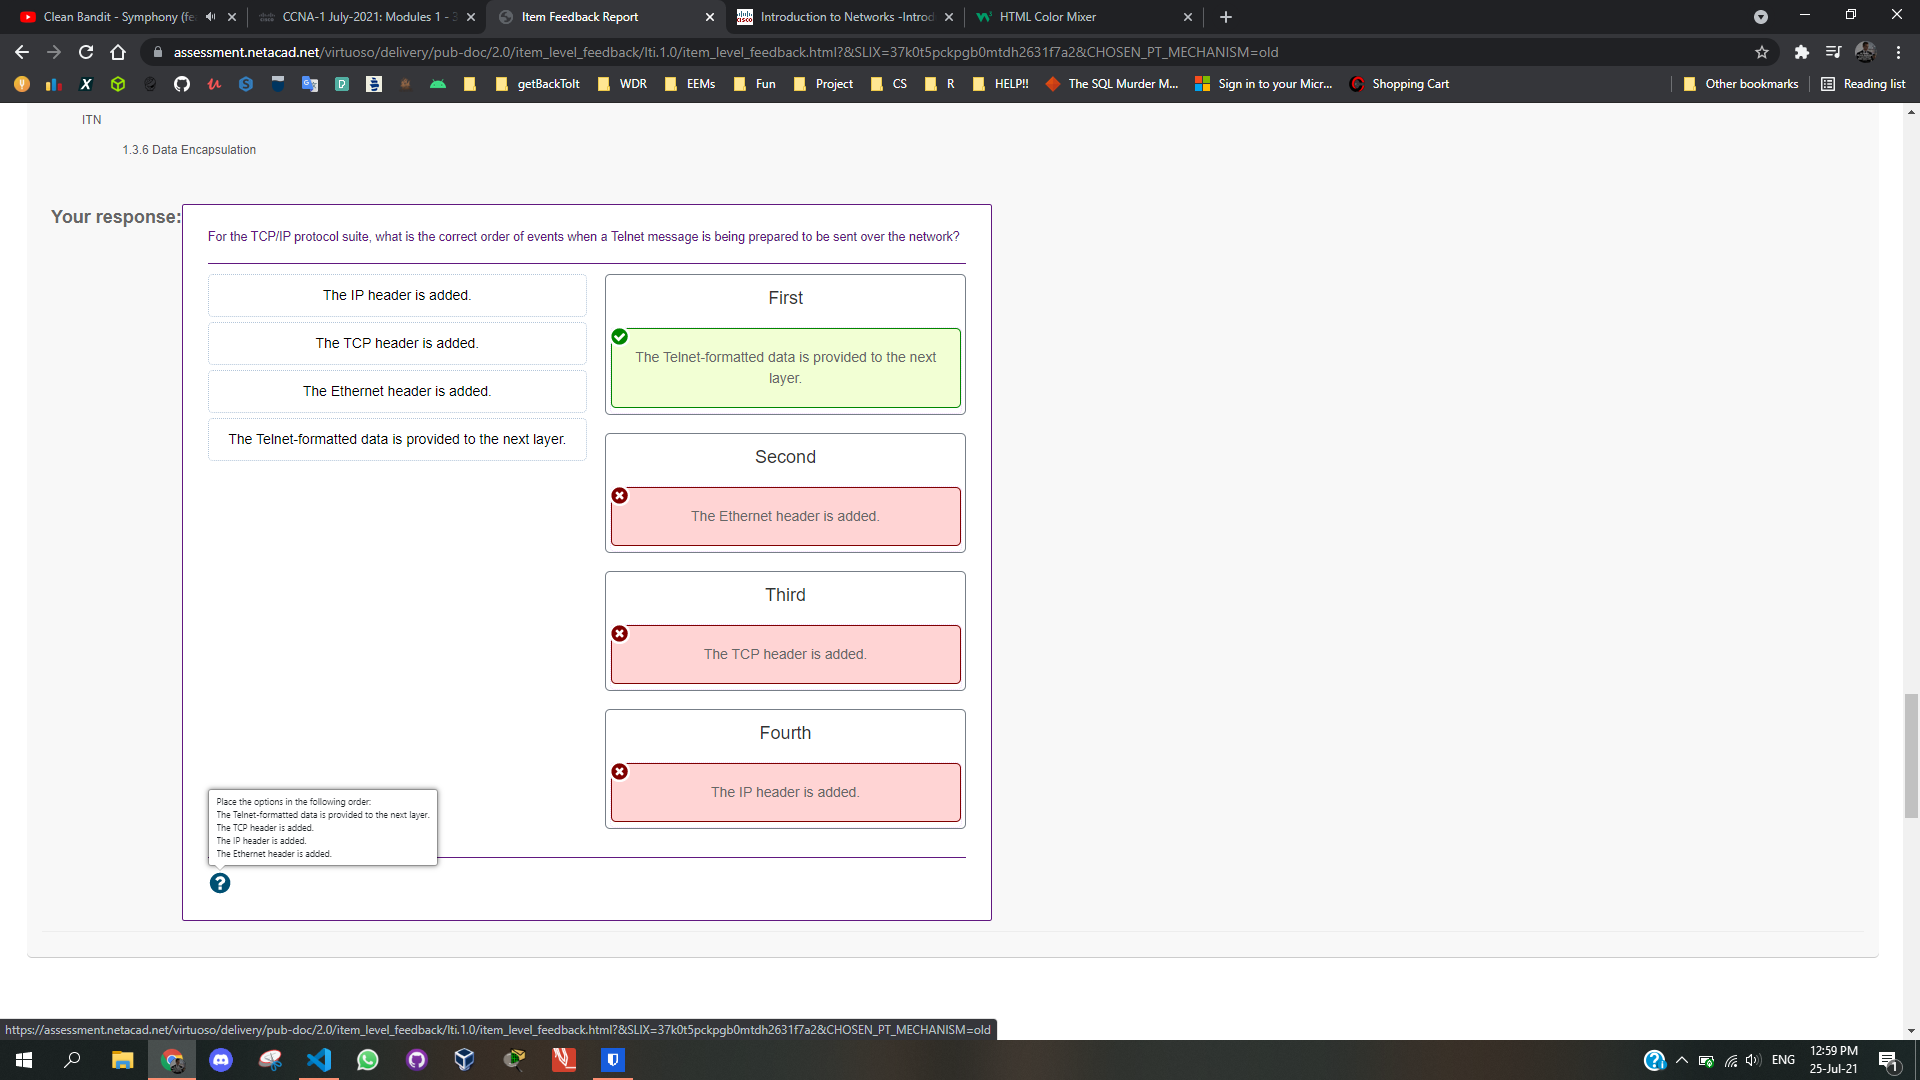 Clean Bandit - Symphony (fe
CCNA-1 July-2021: Modules 1 - 3
Item Feedback Report
Introduction to Networks -Introd
HTML Color Mixer
assessment.netacad.net/virtuoso/delivery/pub-doc/2.0/item_level_feedback/lti.1.0/item_level_feedback.html?&SLIX=37k0t5pckpgb0mtdh2631f7a2&CHOSEN_PT_MECHANISM=old
getBackToIt
WDR
EEMs
Fun
Project
CS
R
HELP!!
The SQL Murder M...
Sign in to your Micr...
Shopping Cart
Other bookmarks
Reading list
ITN
1.3.6 Data Encapsulation
Your response:
For the TCP/IP protocol suite, what is the correct order of events when a Telnet message is being prepared to be sent over the network?
The IP header is added.
The TCP header is added.
The Ethernet header is added.
The Telnet-formatted data is provided to the next layer.
First
The Telnet-formatted data is provided to the next
layer.
Second
The Ethernet header is added.
Third
The TCP header is added.
Fourth
The IP header is added.
Place the options in the following order:
The Telnet-formatted data is provided to the next layer.
The TCP header is added.
The IP header is added.
The Ethernet header is added.
?
https://assessment.netacad.net/virtuoso/delivery/pub-doc/2.0/item_level_feedback/lti.1.0/item_level_feedback.html?&SLIX=37k0t5pckpgb0mtdh2631f7a2&CHOSEN_PT_MECHANISM=old
ENG
12:59 PM
25-Jul-21
1